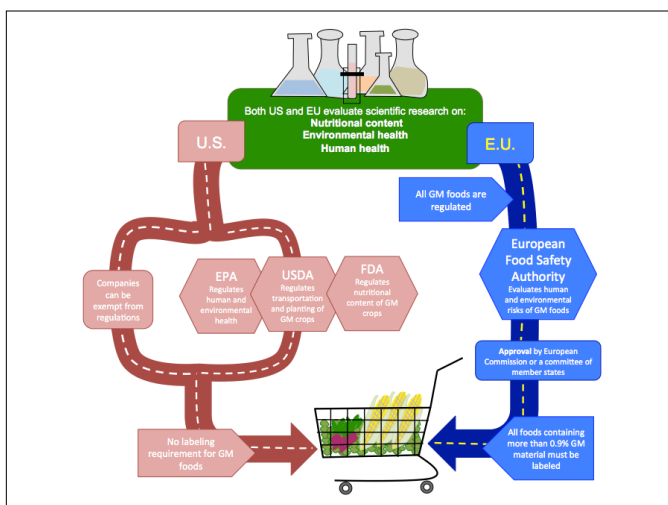 Both US and EU evaluate scientific research on:
Nutritional content
Environmental health
Human health
U.S.
E.U.
All GM foods are
regulated
Companies
can be
exempt from
regulations
EPA
Regulates
human and
environmental
health
USDA
Regulates
transportation
and planting
of GM crops
FDA
Regulates
nutritional
content of GM
crops
European
Food Safety
Authority
Evaluates human
and environmental
risks of GM foods
Approval by European
Commission or a committee of
member states
No labeling
requirement for GM
foods
All foods containing
more than 0.9% GM
material must be
labeled